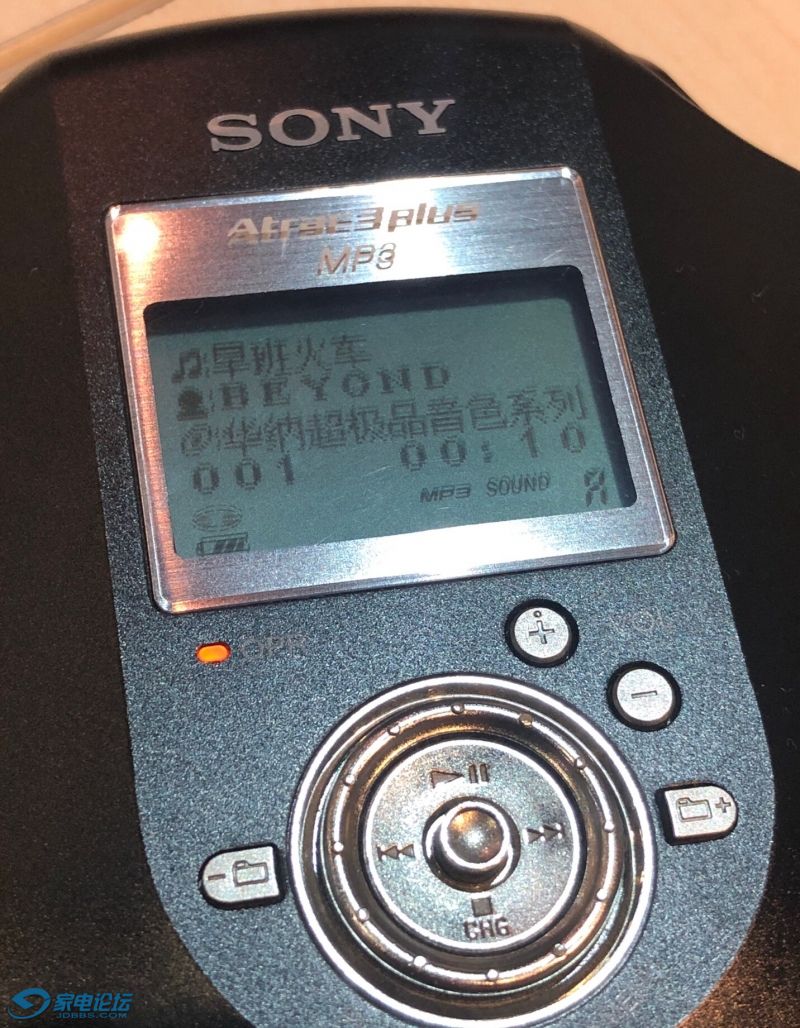 SONY
Atrac3plus
MP3
早班火车
BEYOND
华纳超极品音色系列
001 00:10
MP3 SOUND
OPR
VOL
+
−
+
−
CHG
家电论坛
JDBBS.COM